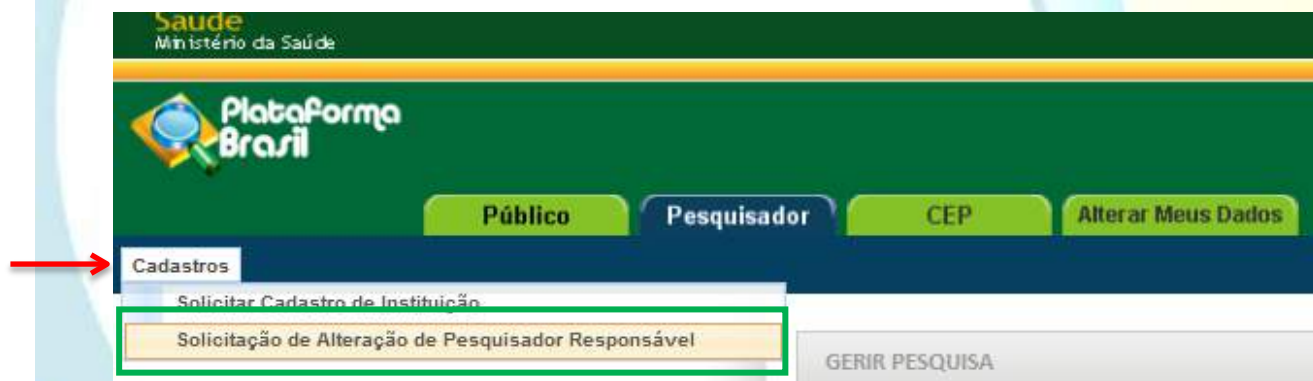 Saúde
Ministério da Saúde
Plataforma
Brasil
Público Pesquisador CEP Alterar Meus Dados
Cadastros
Solicitar Cadastro de Instituição
Solicitação de Alteração de Pesquisador Responsável
GERIR PESQUISA